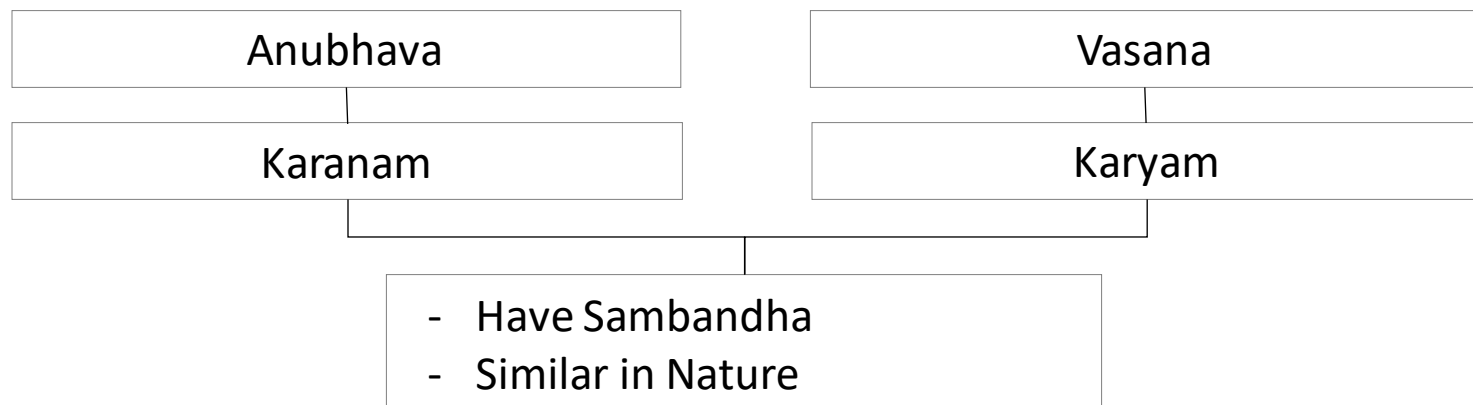 Anubhava
Vasana
Karanam
Karyam
- Have Sambandha
- Similar in Nature